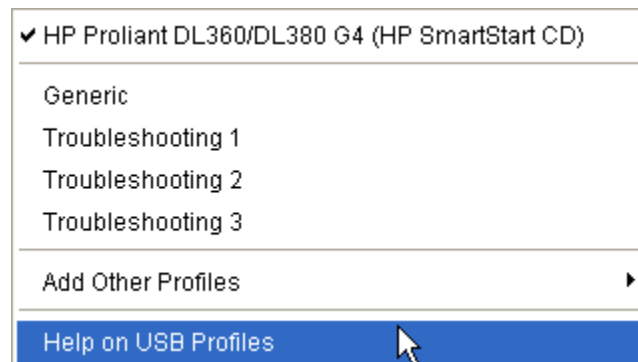 HP Proliant DL360/DL380 G4 (HP SmartStart CD)
Generic
Troubleshooting 1
Troubleshooting 2
Troubleshooting 3
Add Other Profiles
Help on USB Profiles